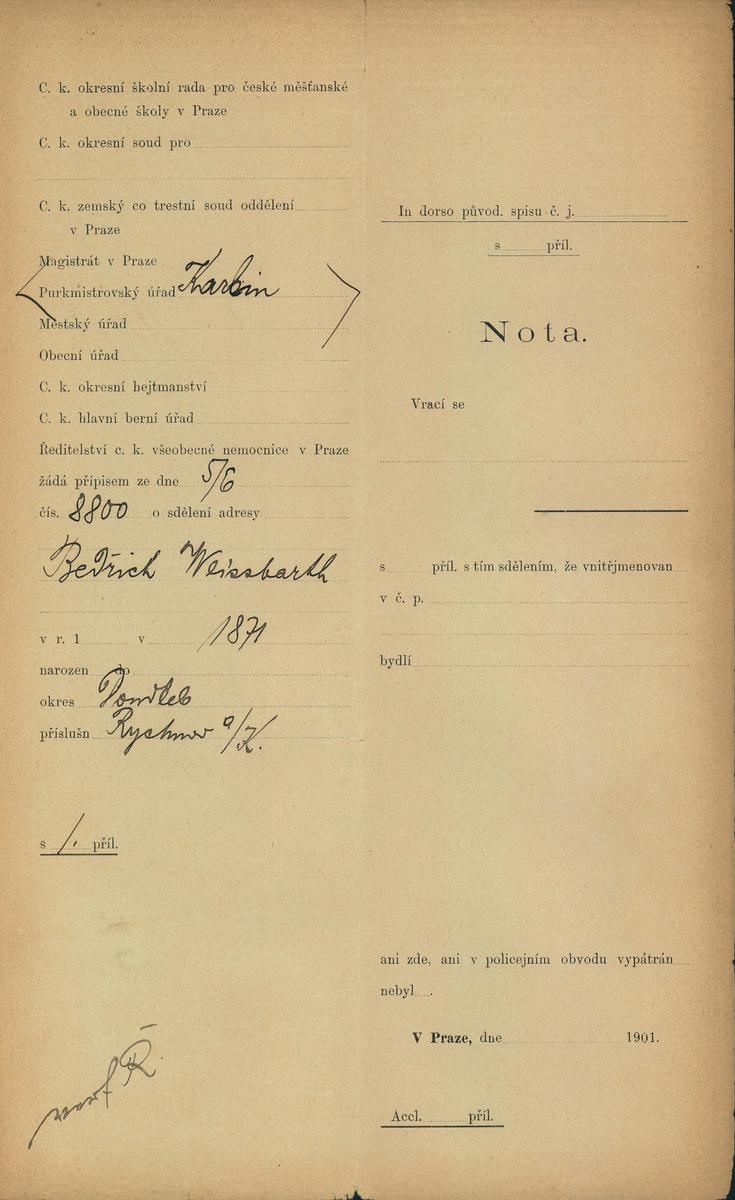 C. k. okresní školní rada pro české měšťanské
a obecné školy v Praze
C. k. okresní soud pro
C. k. zemský co trestní soud oddělení
v Praze
Magistrát v Praze
Purkmistrovský úřad Karlin
Městský úřad
Obecní úřad
C. k. okresní hejtmanství
C. k. hlavní berní úřad
Ředitelství c. k. všeobecné nemocnice v Praze
žádá přípisem ze dne 5/6
čís. 8800 o sdělení adresy
Bedřich Weissbarth
v r. 1 v 1871
narozen do
okres
příslušn Rychnov a/K.
s 1. příl.
In dorso původ. spisu č. j.
s příl.
Nota.
Vrací se
s příl. s tím sdělením, že vnitřjmenovan
v č. p.
bydlí
ani zde, ani v policejním obvodu vypátrán
nebyl .
V Praze, dne 1901.
Accl. příl.